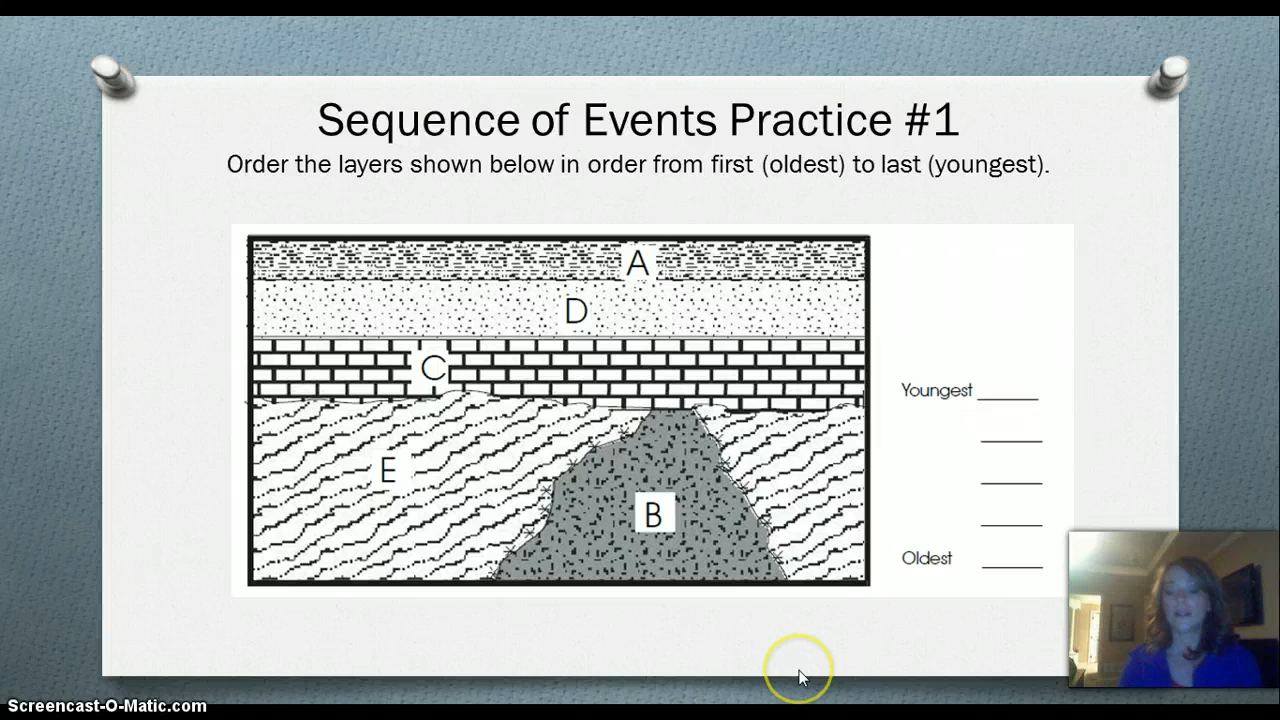 Sequence of Events Practice #1
Order the layers shown below in order from first (oldest) to last (youngest).
A
D
C
E
B
Youngest
Oldest
Screencast-O-Matic.com